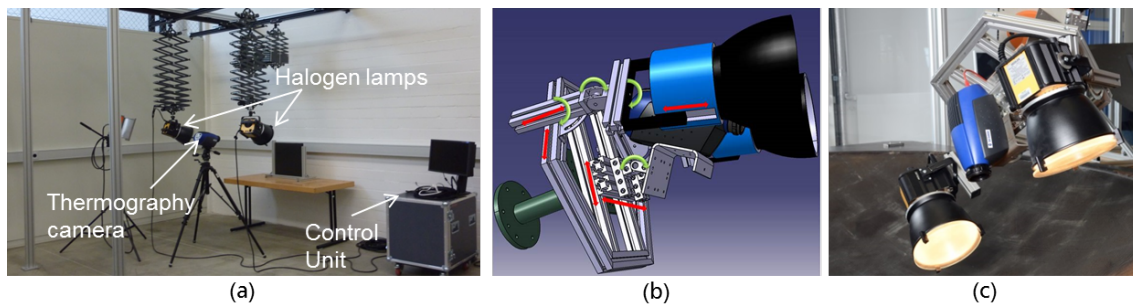 Halogen lamps
Thermography
camera
Control
Unit
(a)
(b)
(c)